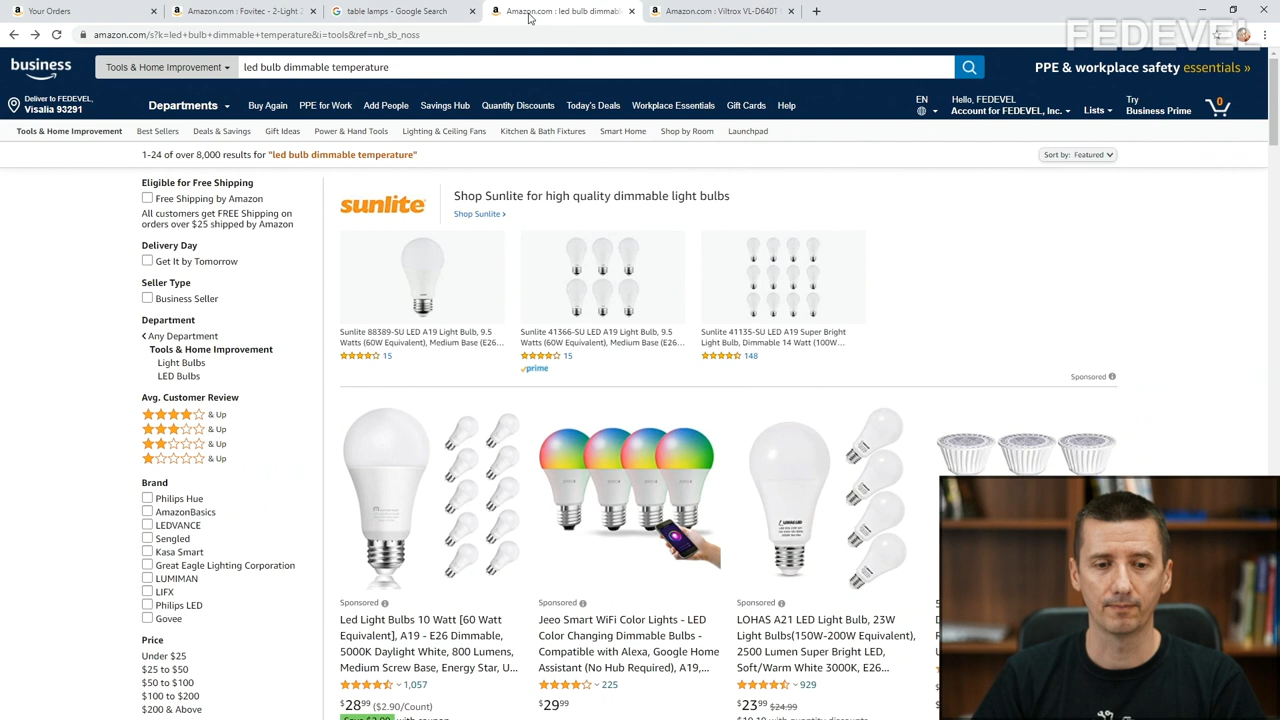 Your Orders
Amazon.com - Fovitec - 2-Light 2
table lamps - Google Search
Amazon.com : led bulb dimmable
Amazon.com : Viltrox VL-D640T
FEDEVEL
amazon.com/s?k=led+bulb+dimmable+temperature&i=tools&ref=nb_sb_noss
business
Tools & Home Improvement
led bulb dimmable temperature
PPE & workplace safety essentials »
Deliver to FEDEVEL,
Visalia 93291
Departments
Buy Again
PPE for Work
Add People
Savings Hub
Quantity Discounts
Today's Deals
Workplace Essentials
Gift Cards
Help
EN
Hello, FEDEVEL
Account for FEDEVEL, Inc.
Lists
Try
Business Prime
0
Tools & Home Improvement
Best Sellers
Deals & Savings
Gift Ideas
Power & Hand Tools
Lighting & Ceiling Fans
Kitchen & Bath Fixtures
Smart Home
Shop by Room
Launchpad
1-24 of over 8,000 results for "led bulb dimmable temperature"
Sort by: Featured
Eligible for Free Shipping
Free Shipping by Amazon
All customers get FREE Shipping on
orders over $25 shipped by Amazon
Delivery Day
Get It by Tomorrow
Seller Type
Business Seller
Department
Any Department
Tools & Home Improvement
Light Bulbs
LED Bulbs
Avg. Customer Review
& Up
& Up
& Up
& Up
Brand
Philips Hue
AmazonBasics
LEDVANCE
Sengled
Kasa Smart
Great Eagle Lighting Corporation
LUMIMAN
LIFX
Philips LED
Govee
Price
Under $25
$25 to $50
$50 to $100
$100 to $200
$200 & Above
sunlite
Shop Sunlite for high quality dimmable light bulbs
Shop Sunlite ›
Sunlite 88389-SU LED A19 Light Bulb, 9.5
Watts (60W Equivalent), Medium Base (E26…
15
Sunlite 41366-SU LED A19 Light Bulb, 9.5
Watts (60W Equivalent), Medium Base (E26…
15
prime
Sunlite 41135-SU LED A19 Super Bright
Light Bulb, Dimmable 14 Watt (100W…
148
Sponsored
Sponsored
Led Light Bulbs 10 Watt [60 Watt
Equivalent], A19 - E26 Dimmable,
5000K Daylight White, 800 Lumens,
Medium Screw Base, Energy Star, U…
1,057
$28⁹⁹ ($2.90/Count)
Save $2.00 with coupon
Sponsored
Jeeo Smart WiFi Color Lights - LED
Color Changing Dimmable Bulbs -
Compatible with Alexa, Google Home
Assistant (No Hub Required), A19,…
225
$29⁹⁹
Sponsored
LOHAS A21 LED Light Bulb, 23W
Light Bulbs(150W-200W Equivalent),
2500 Lumen Super Bright LED,
Soft/Warm White 3000K, E26…
929
$23⁹⁹ $24.99